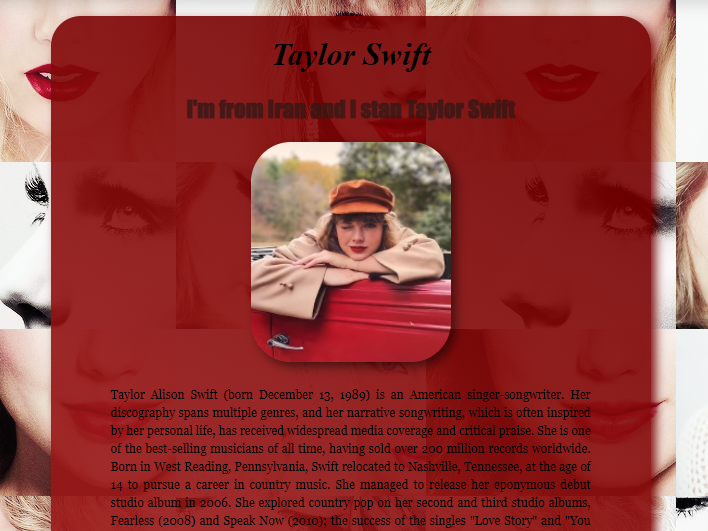 Taylor Swift
I'm from Iran and I stan Taylor Swift
Taylor Alison Swift (born December 13, 1989) is an American singer-songwriter. Her
discography spans multiple genres, and her narrative songwriting, which is often inspired
by her personal life, has received widespread media coverage and critical praise. She is one
of the best-selling musicians of all time, having sold over 200 million records worldwide.
Born in West Reading, Pennsylvania, Swift relocated to Nashville, Tennessee, at the age of
14 to pursue a career in country music. She managed to release her eponymous debut
studio album in 2006. She explored country pop on her second and third studio albums,
Fearless (2008) and Speak Now (2010); the success of the singles "Love Story" and "You